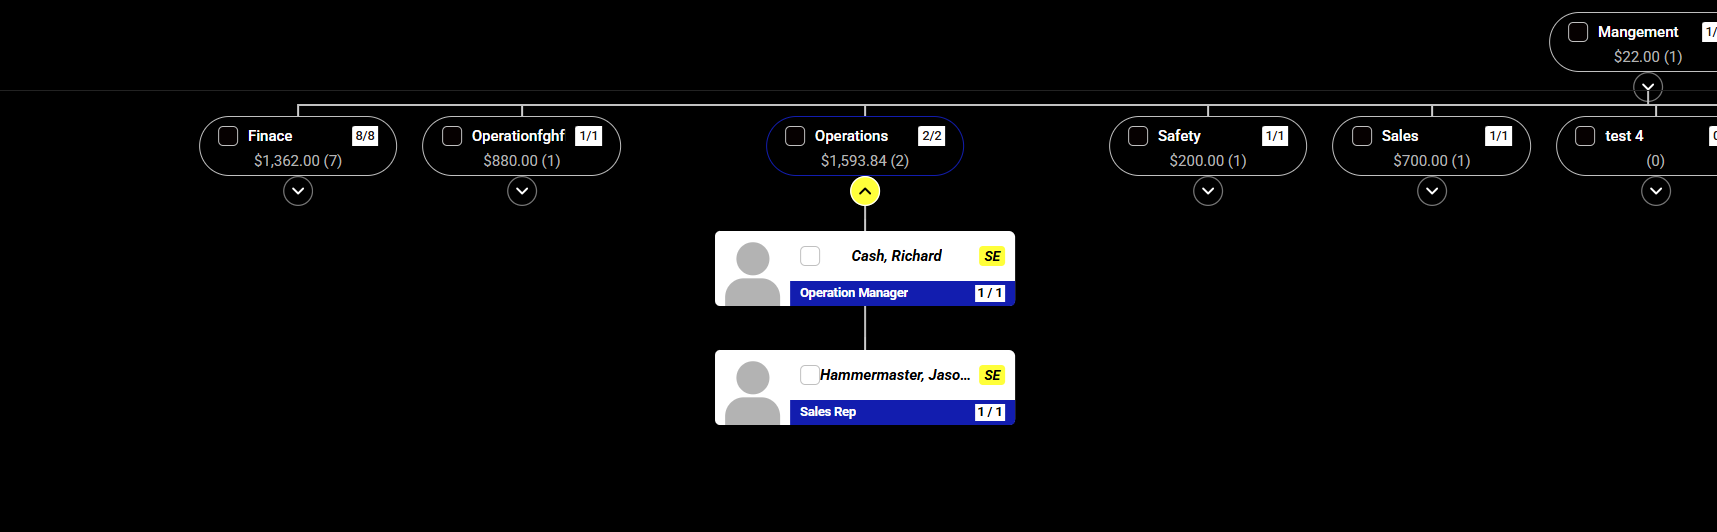 Mangement 1/
$22.00 (1)
Finace 8/8
$1,362.00 (7)
Operationfghf 1/1
$880.00 (1)
Operations 2/2
$1,593.84 (2)
Safety 1/1
$200.00 (1)
Sales 1/1
$700.00 (1)
test 4
(0)
Cash, Richard SE
Operation Manager 1 / 1
Hammermaster, Jaso... SE
Sales Rep 1 / 1